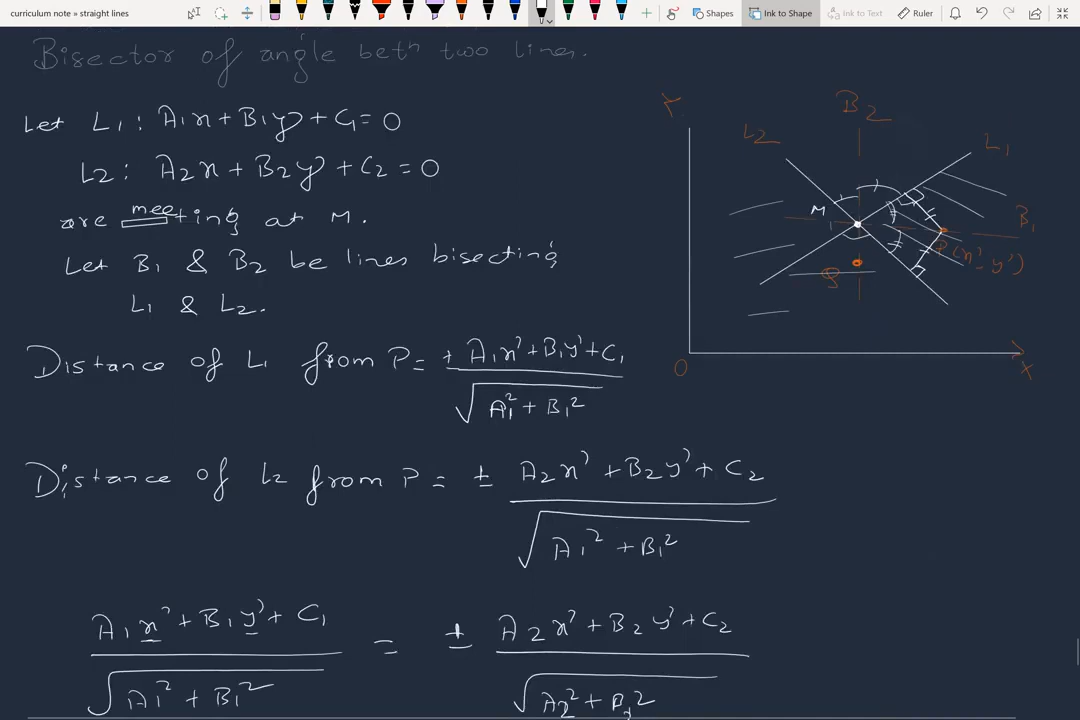 curriculum note » straight lines
Shapes
Ink to Shape
Ink to Text
Ruler
Bisector of angle betn two lines.
Let L1 : A1x + B1y + C1 = 0
L2 : A2x + B2y + C2 = 0
are meeting at M.
Let B1 & B2 be lines bisecting
L1 & L2.
Distance of L1 from P = ± A1x' + B1y' + C1
√A1² + B1²
Distance of L2 from P = ± A2x' + B2y' + C2
√A1² + B1²
A1x' + B1y' + C1 = ± A2x' + B2y' + C2
√A1² + B1² √A2² + B2²
Y
B2
L2
L1
M
B1
P(x', y')
Q
O
X